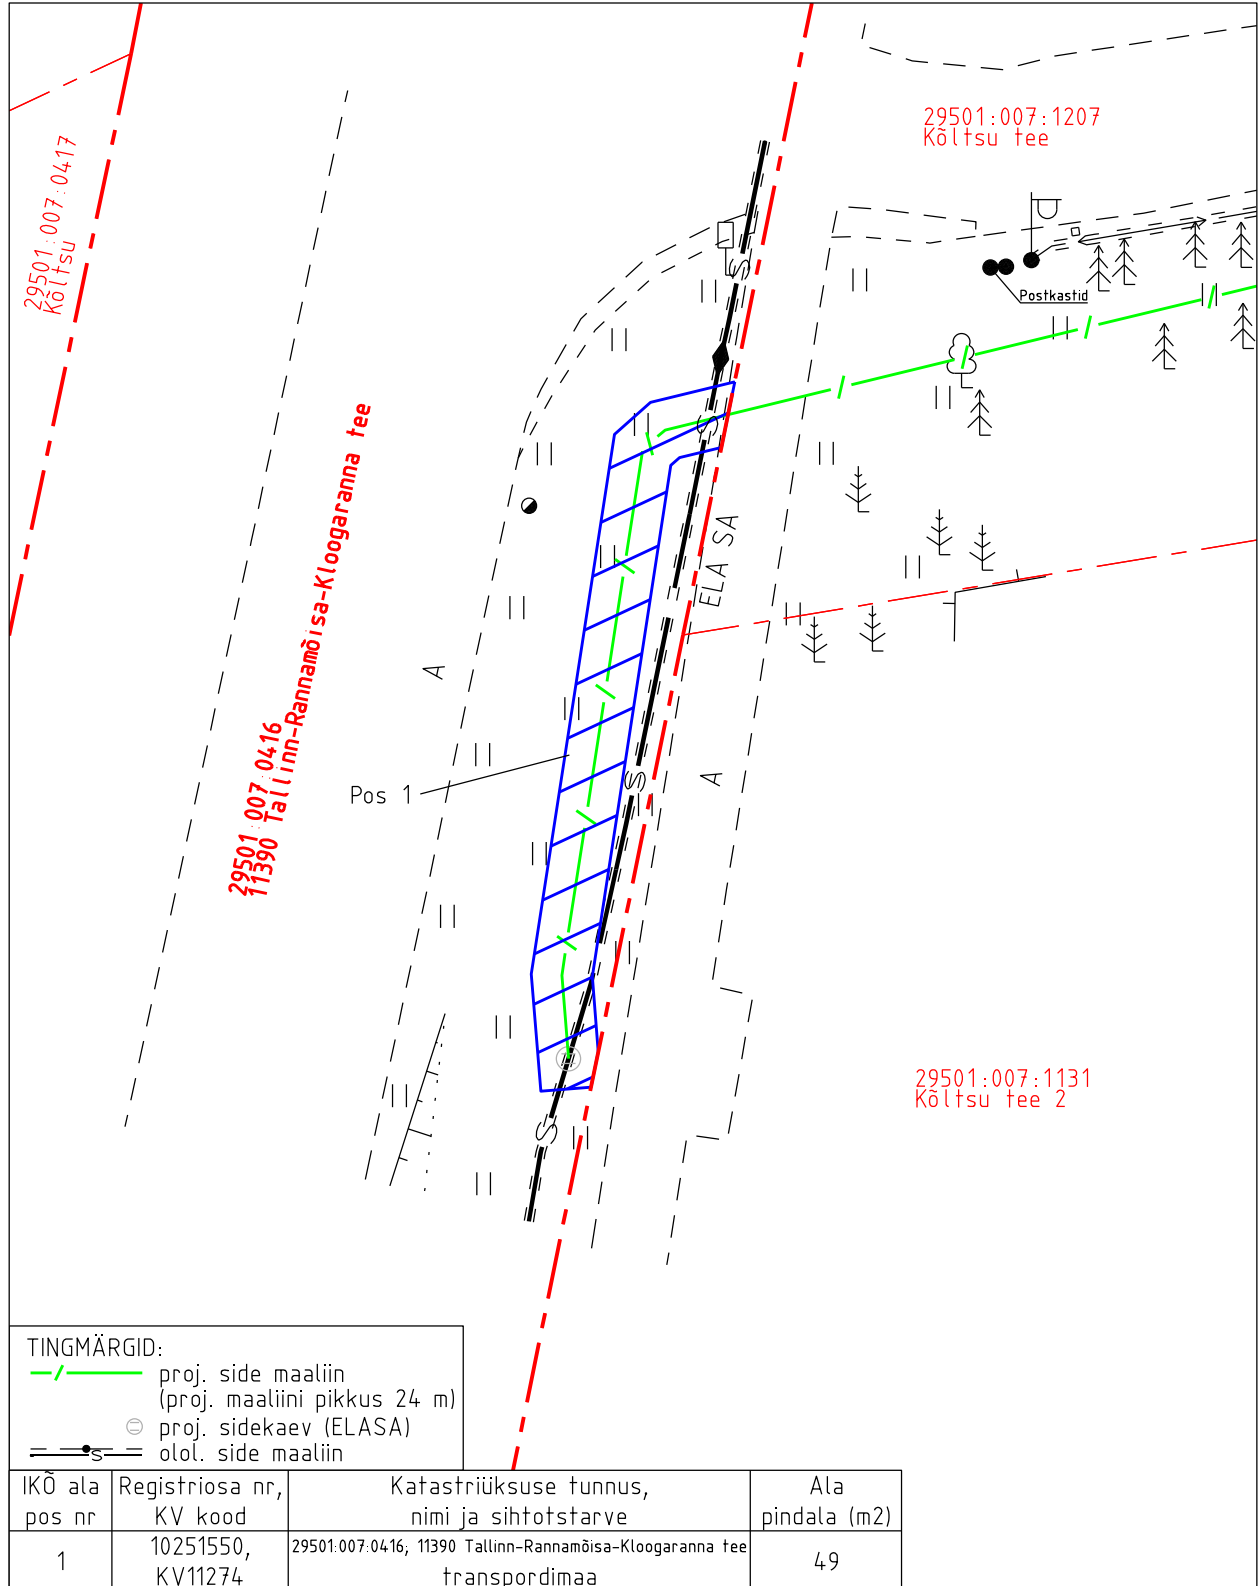 29501:007:1207
Kõltsu tee
29501:007:0417
Kõltsu
S
Postkastid
S
ELA SA
29501:007:0416
11390 Tallinn-Rannamõisa-Kloogaranna tee
A
A
S
Pos 1
29501:007:1131
Kõltsu tee 2
S
TINGMÄRGID:
proj. side maaliin
(proj. maaliini pikkus 24 m)
proj. sidekaev (ELASA)
S
olol. side maaliin
IKÕ ala
pos nr
Registriosa nr,
KV kood
Katastriüksuse tunnus,
nimi ja sihtotstarve
Ala
pindala (m2)
1
10251550,
KV11274
29501:007:0416; 11390 Tallinn-Rannamõisa-Kloogaranna tee
transpordimaa
49